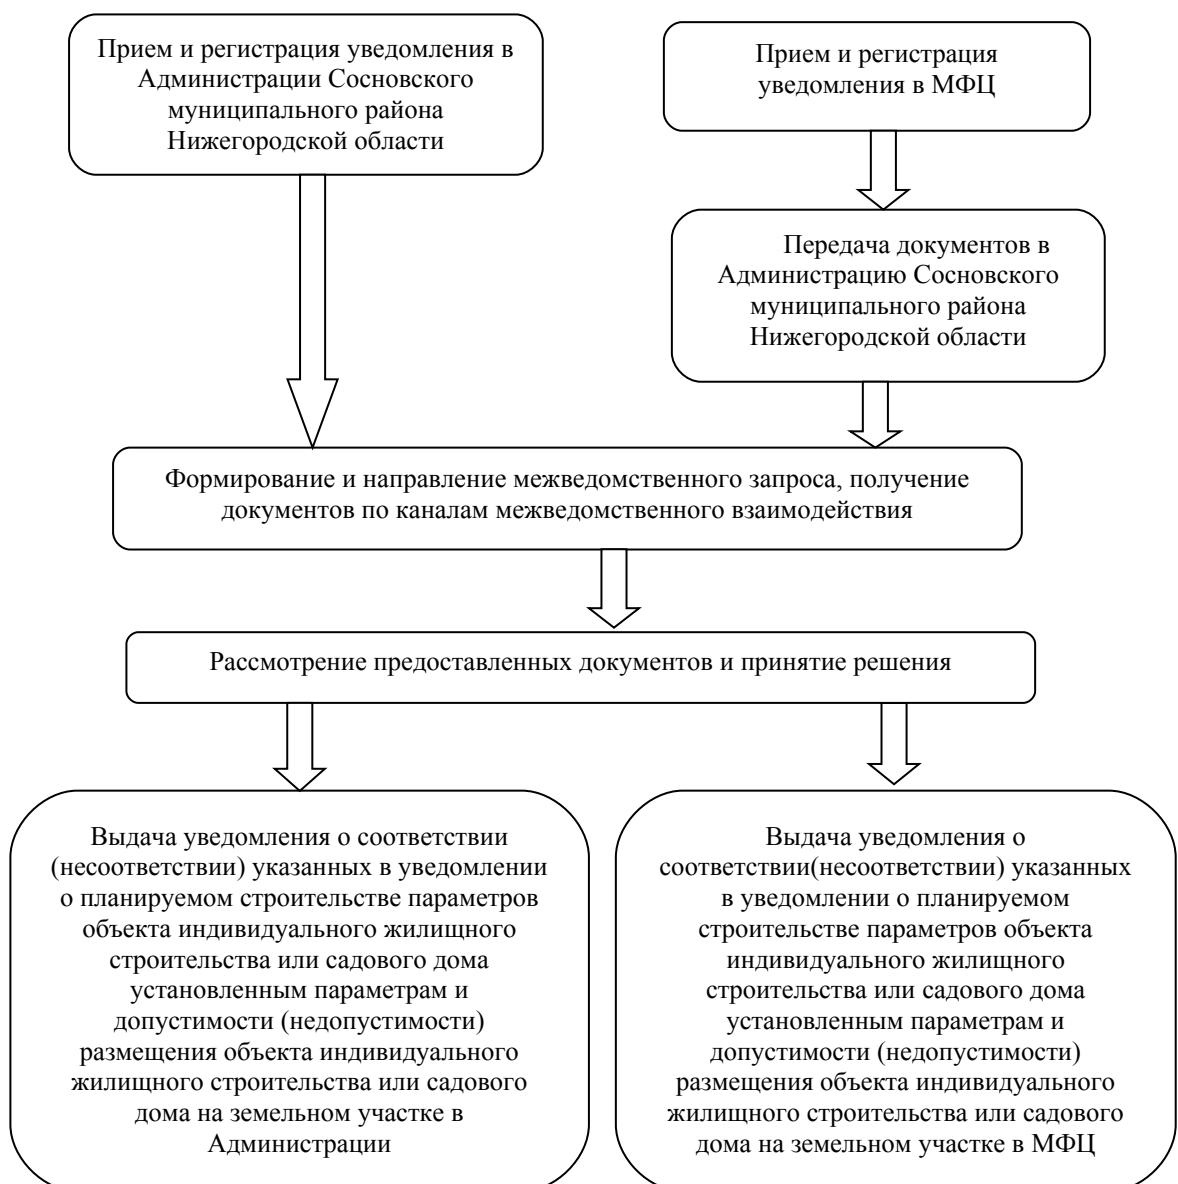 Прием и регистрация уведомления в
Администрации Сосновского
муниципального района
Нижегородской области
Прием и регистрация
уведомления в МФЦ
Передача документов в
Администрацию Сосновского
муниципального района
Нижегородской области
Формирование и направление межведомственного запроса, получение
документов по каналам межведомственного взаимодействия
Рассмотрение предоставленных документов и принятие решения
Выдача уведомления о соответствии
(несоответствии) указанных в уведомлении
о планируемом строительстве параметров
объекта индивидуального жилищного
строительства или садового дома
установленным параметрам и
допустимости (недопустимости)
размещения объекта индивидуального
жилищного строительства или садового
дома на земельном участке в
Администрации
Выдача уведомления о
соответствии(несоответствии) указанных
в уведомлении о планируемом
строительстве параметров объекта
индивидуального жилищного
строительства или садового дома
установленным параметрам и
допустимости (недопустимости)
размещения объекта индивидуального
жилищного строительства или садового
дома на земельном участке в МФЦ